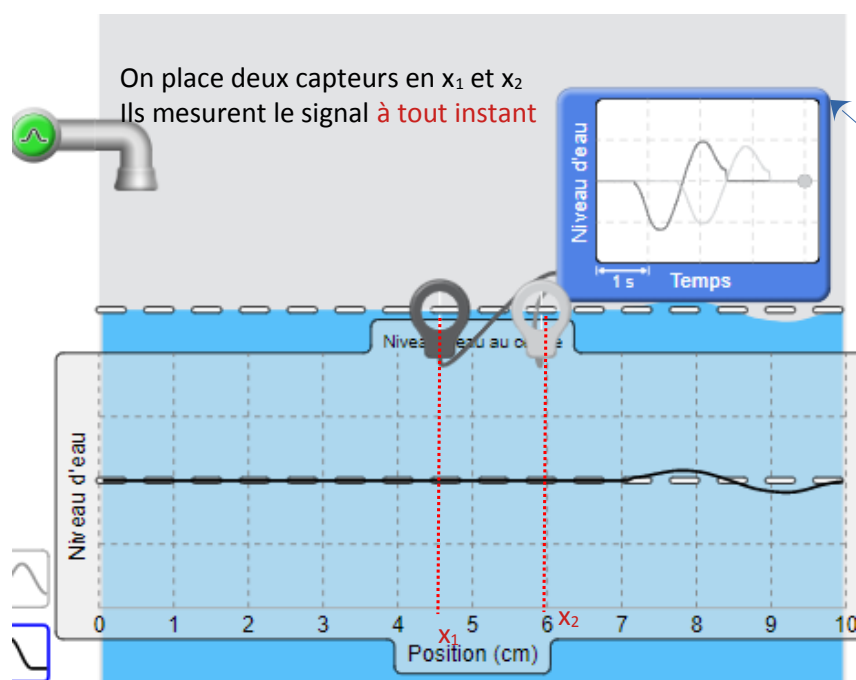 On place deux capteurs en x₁ et x₂
Ils mesurent le signal à tout instant
Niveau d'eau
1 s
Temps
Niveau d'eau
0 1 2 3 4 5 6 7 8 9 10
x₁
x₂
Position (cm)